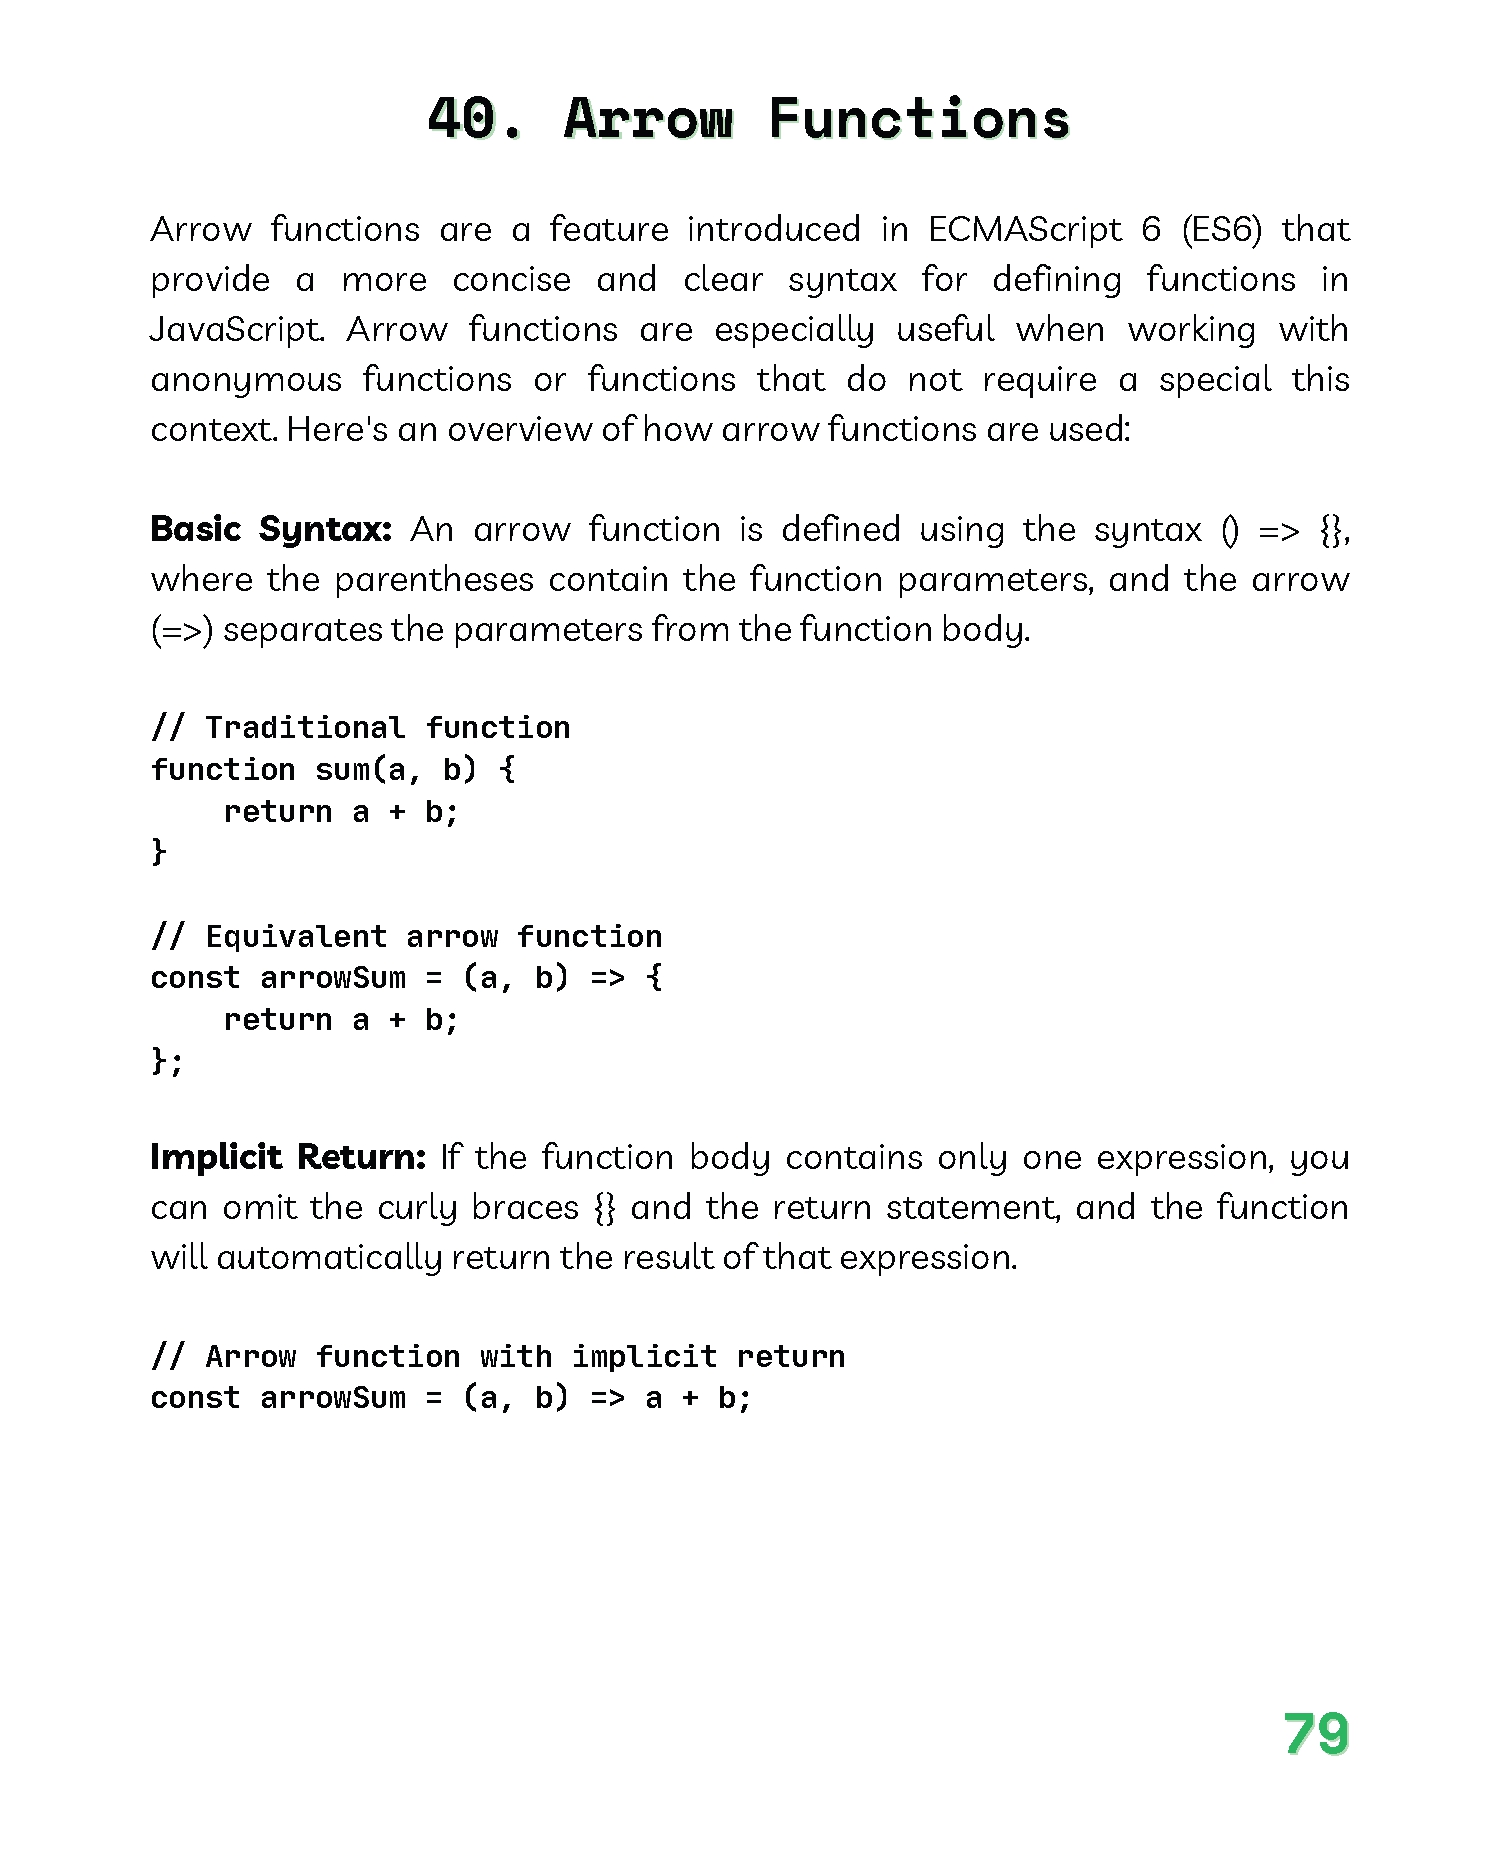 40. Arrow Functions
Arrow functions are a feature introduced in ECMAScript 6 (ES6) that
provide a more concise and clear syntax for defining functions in
JavaScript. Arrow functions are especially useful when working with
anonymous functions or functions that do not require a special this
context. Here's an overview of how arrow functions are used:
Basic Syntax: An arrow function is defined using the syntax () => {},
where the parentheses contain the function parameters, and the arrow
(=>) separates the parameters from the function body.
// Traditional function
function sum(a, b) {
    return a + b;
}
// Equivalent arrow function
const arrowSum = (a, b) => {
    return a + b;
};
Implicit Return: If the function body contains only one expression, you
can omit the curly braces {} and the return statement, and the function
will automatically return the result of that expression.
// Arrow function with implicit return
const arrowSum = (a, b) => a + b;
79